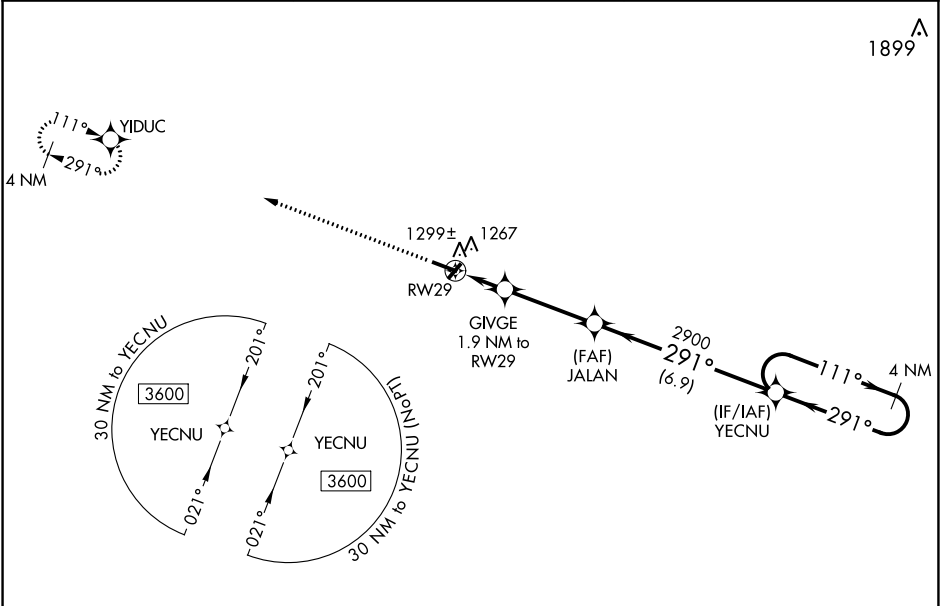 1899
111°
YIDUC
291°
4 NM
1299±
1267
RW29
GIVGE
1.9 NM to
RW29
(FAF)
JALAN
2900
291°
(6.9)
111°
4 NM
291°
(IF/IAF)
YECNU
30 NM to YECNU
3600
201°
YECNU
021°
201°
YECNU
3600
021°
30 NM to YECNU (NoPT)